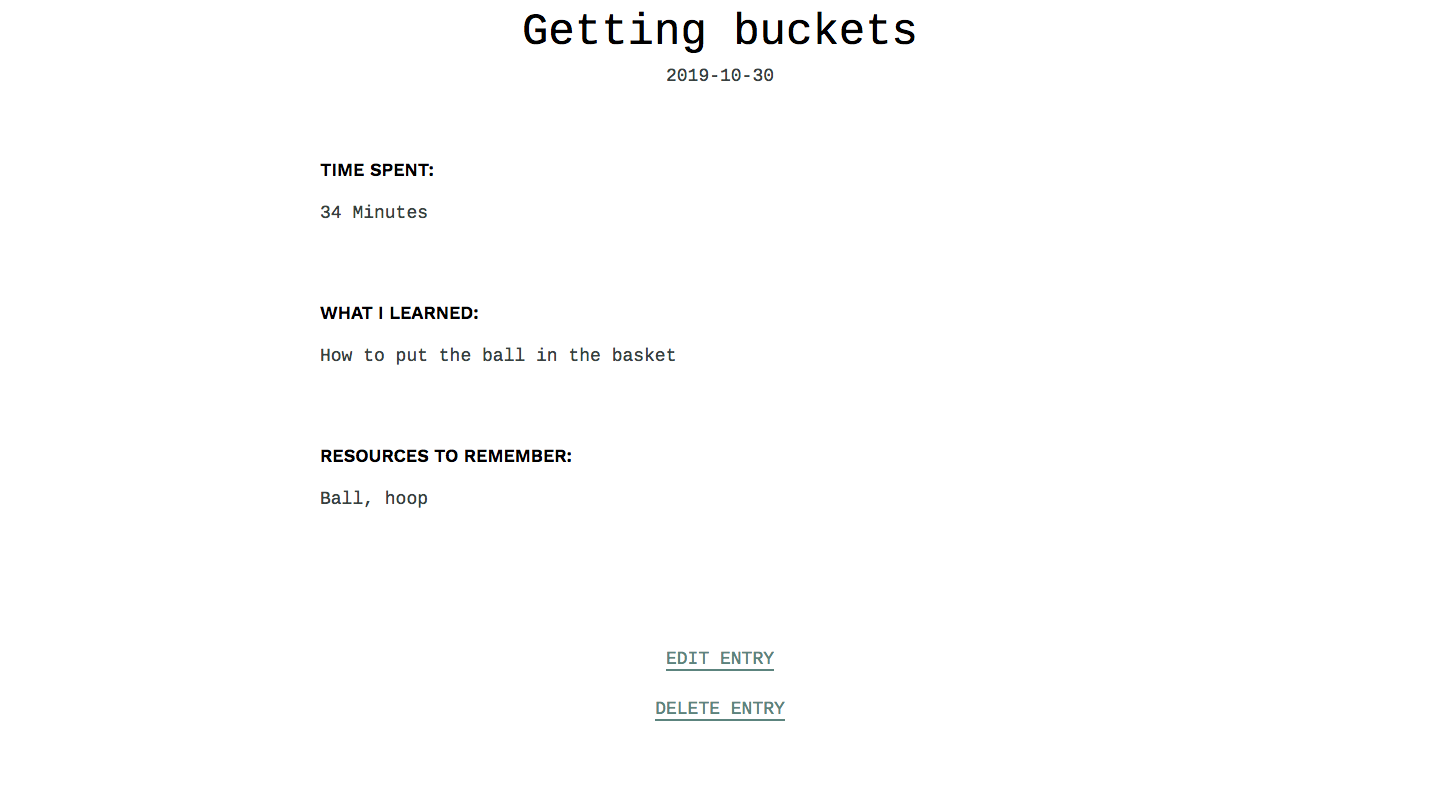 Getting buckets
2019-10-30
TIME SPENT:
34 Minutes
WHAT I LEARNED:
How to put the ball in the basket
RESOURCES TO REMEMBER:
Ball, hoop
EDIT ENTRY
DELETE ENTRY